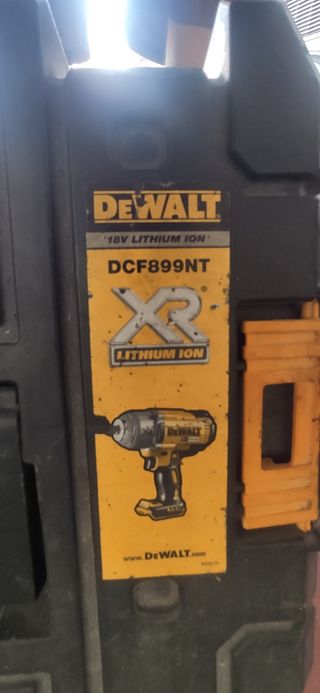 DEWALT
18V LITHIUM ION
DCF899NT
XR®
LITHIUM ION
DEWALT
www.DEWALT.com